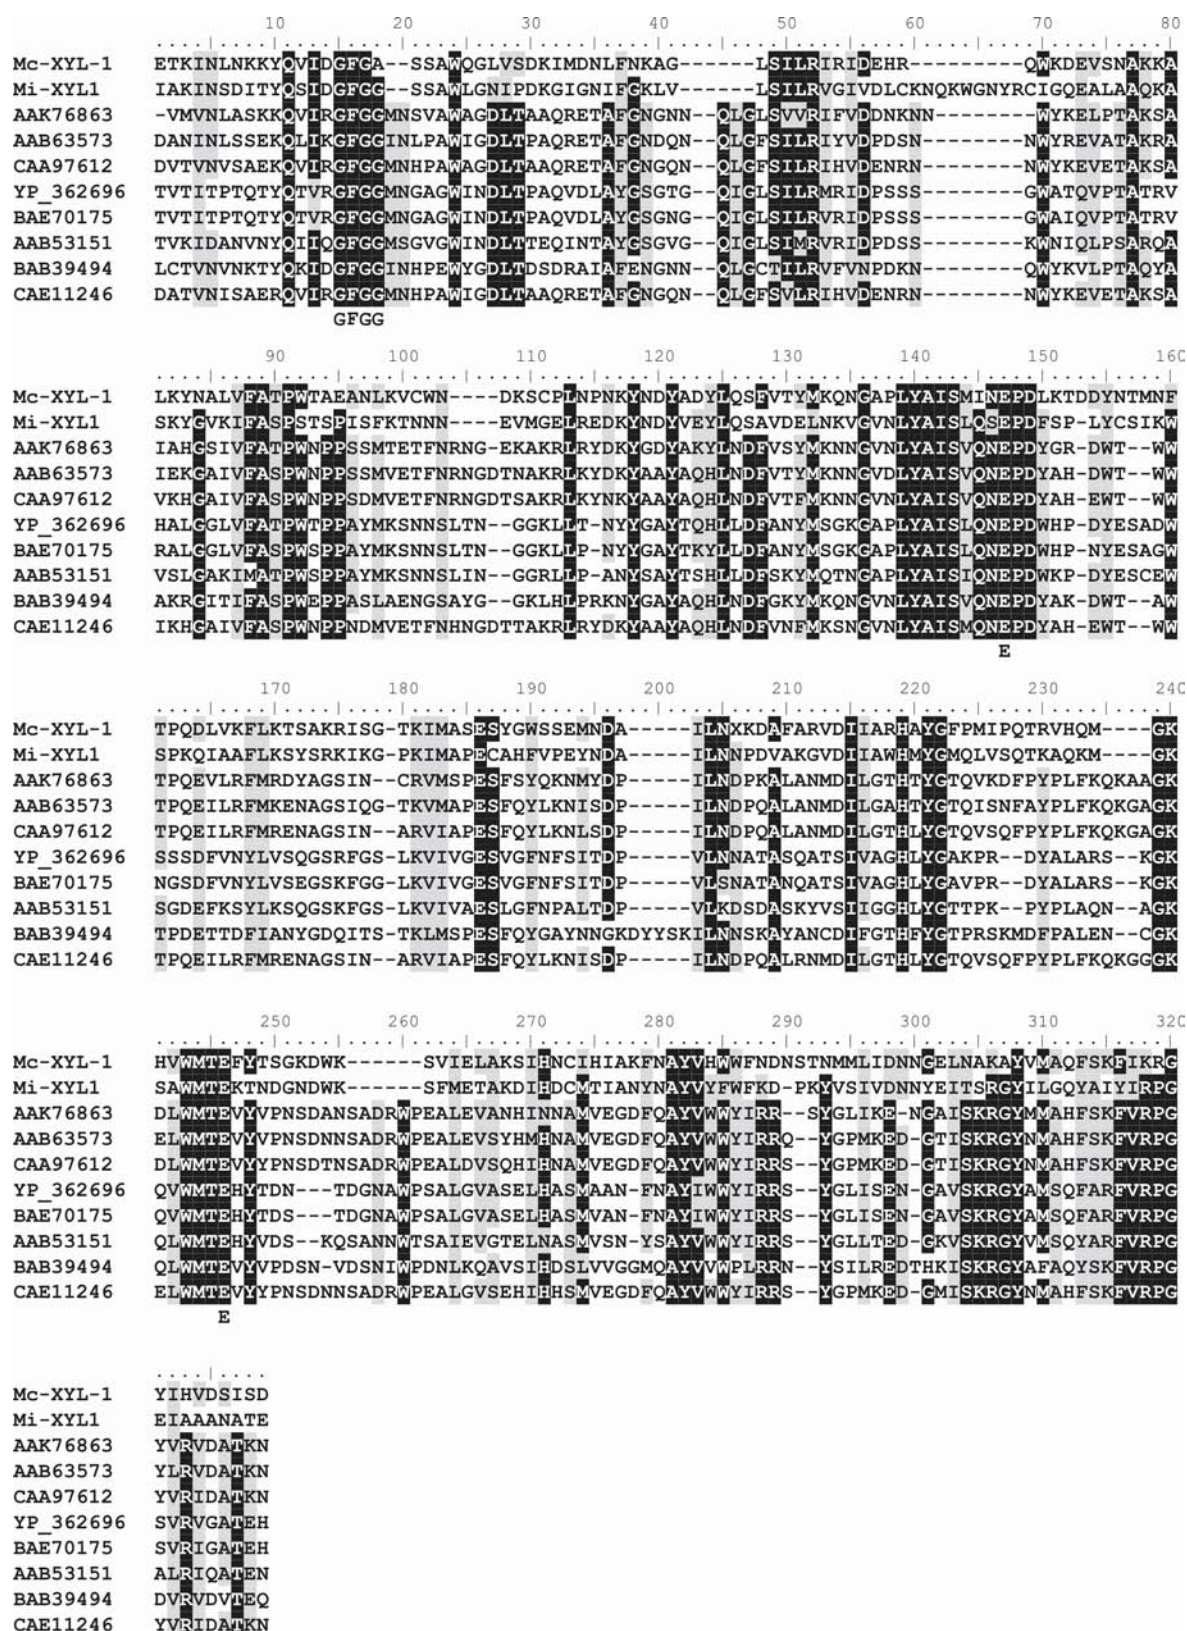 10 20 30 40 50 60 70 80
....|....|....|....|....|....|....|....|....|....|....|....|....|....|....|....|
Mc-XYL-1 ETKINLNKKYQVIDGFGA--SSAWQGLVSDKIMDNLFNKAG------LSILRIRIDEHR--------QWKDEVSNAKKA
Mi-XYL1 IAKINSDITYQSIDGFGG--SSAWLGNIPDKGIGNIFGKLV------LSILRVGIVDLCKNQKWGNYRCIGQEALAAQKA
AAK76863 -VMVNLASKKQVIRGFGGMNSVAWAGDLTAAQRETAFGNGNN--QLGLSVVRIFVDDNKNN------WYKELPTAKSA
AAB63573 DANINLSSEKQLIKGFGGINLPAWIGDLTAAQRETAFGNDQN--QLGFSILRIYVDPDSN-------NWYREVATAKRA
CAA97612 DVTVNVSAEKQVIRGFGGMNHPAWAGDLTAAQRETAFGNGQN--QLGFSILRIHVDENRN-------NWYKEVETAKSA
YP_362696 TVTITPTQTYQTVRGFGGMNGAGWINDLTPAQVDLAYGSGTG--QIGLSILRMRIDPSSS-------GWATQVPTATRV
BAE70175 TVTITPTQTYQTVRGFGGMNGAGWINDLTPAQVDLAYGSGNG--QIGLSILRVRIDPSSS-------GWAIQVPTATRV
AAB53151 TVKIDANVNYQIIQGFGGMSGVGWINDLTTEQINTAYGSGVG--QIGLSIMRVRIDPDSS-------KWNIQLPSARQA
BAB39494 LCTVNVNKTYQKIDGFGGINHPEWYGDLTDSDRAIAFENGNN--QLGCTILRVFVNPDKN-------QWYKVLPTAQYA
CAE11246 DATVNISAERQVIRGFGGMNHPAWIGDLTAAQRETAFGNGQN--QLGFSVLRIHVDENRN-------NWYKEVETAKSA
GFGG
90 100 110 120 130 140 150 160
....|....|....|....|....|....|....|....|....|....|....|....|....|....|....|....|
Mc-XYL-1 LKYNALVFATPWTAEANLKVCWN----DKSCPLNPNKYNDYADYLQSFVTYMKQNGAPLYAISMINEPDLKTDDYNTMNF
Mi-XYL1 SKYGVKIFASPSTSPISFKTNNN----EVMGELREDKYNDYVEYLQSAVDELNKVGVNLYAISLQSEPDFSP-LYCSIKW
AAK76863 IAHGSIVFATPWNPPSSMTETFNRNG-EKAKRLRYDKYGDYAKYLNDFVSYMKNNGVNLYAISVQNEPDYGR-DWT--WW
AAB63573 IEKGAIVFASPWNPPSSMVETFNRNGDTNAKRLKYDKYAAYAQHLNDFVTYMKNNGVDLYAISVQNEPDYAH-DWT--WW
CAA97612 VKHGAIVFASPWNPPSDMVETFNRNGDTSAKRLKYNKYAAYAQHLNDFVTFMKNNGVNLYAISVQNEPDYAH-EWT--WW
YP_362696 HALGGLVFATPWTPPAYMKSNNSLTN--GGKLLT-NYYGAYTQHLLDFANYMSGKGAPLYAISLQNEPDWHP-DYESADW
BAE70175 RALGGLVFASPWSPPAYMKSNNSLTN--GGKLLP-NYYGAYTKYLLDFANYMSGKGAPLYAISLQNEPDWHP-NYESAGW
AAB53151 VSLGAKIMATPWSPPAYMKSNNSLIN--GGRLLP-ANYSAYTSHLLDFSKYMQTNGAPLYAISIQNEPDWKP-DYESCEW
BAB39494 AKRGITIFASPWEPPASLAENGSAYG--GKLHLPRKNYGAYAQHLNDFGKYMKQNGVNLYAISVQNEPDYAK-DWT--AW
CAE11246 IKHGAIVFASPWNPPNDMVETFNHNGDTTAKRLRYDKYAAYAQHLNDFVNFMKSNGVNLYAISMQNEPDYAH-EWT--WW
E
170 180 190 200 210 220 230 240
....|....|....|....|....|....|....|....|....|....|....|....|....|....|....|....|
Mc-XYL-1 TPQDLVKFLKTSAKRISG-TKIMASESYGWSSEMNDA-----ILNXKDAFARVDIIARHAYGFPMIPQTRVHQM----GK
Mi-XYL1 SPKQIAAFLKSYSRKIKG-PKIMAPECAHFVPEYNDA-----ILNNPDVAKGVDIIAWHMYGMQLVSQTKAQKM----GK
AAK76863 TPQEVLRFMRDYAGSIN--CRVMSPESFSYQKNMYDP-----ILNDPKALANMDILGTHTYGTQVKDFPYPLFKQKAAGK
AAB63573 TPQEILRFMKENAGSIQG-TKVMAPESFQYLKNISDP-----ILNDPQALANMDILGAHTYGTQISNFAYPLFKQKGAGK
CAA97612 TPQEILRFMRENAGSIN--ARVIAPESFQYLKNLSDP-----ILNDPQALANMDILGTHLYGTQVSQFPYPLFKQKGAGK
YP_362696 SSSDFVNYLVSQGSRFGS-LKVIVGESVGFNFSITDP-----VLNNATASQATSIVAGHLYGAKPR--DYALARS--KGK
BAE70175 NGSDFVNYLVSEGSKFGG-LKVIVGESVGFNFSITDP-----VLSNATANQATSIVAGHLYGAVPR--DYALARS--KGK
AAB53151 SGDEFKSYLKSQGSKFGS-LKVIVAESLGFNPALTDP-----VLKDSDASKYVSIIGGHLYGTTPK--PYPLAQN--AGK
BAB39494 TPDETTDFIANYGDQITS-TKLMSPESFQYGAYNNGKDYYSKILNNSKAYANCDIFGTHFYGTPRSKMDFPALEN--CGK
CAE11246 TPQEILRFMRENAGSIN--ARVIAPESFQYLKNISDP-----ILNDPQALRNMDILGTHLYGTQVSQFPYPLFKQKGGGK
250 260 270 280 290 300 310 320
....|....|....|....|....|....|....|....|....|....|....|....|....|....|....|....|
Mc-XYL-1 HVWMTEFYTSGKDWK------SVIELAKSIHNCIHIAKFNAYVHWWFNDNSTNMMLIDNNGELNAKAYVMAQFSKFIKRG
Mi-XYL1 SAWMTEKTNDGNDWK------SFMETAKDIHDCMTIANYNAYVYFWFKD-PKYVSIVDNNYEITSRGYILGQYAIYIRPG
AAK76863 DLWMTEVYVPNSDANSADRWPEALEVANHINNAMVEGDFQAYVWWYIRR--SYGLIKE-NGAISKRGYMMAHFSKFVRPG
AAB63573 ELWMTEVYVPNSDNNSADRWPEALEVSYHMHNAMVEGDFQAYVWWYIRRQ--YGPMKED-GTISKRGYNMAHFSKFVRPG
CAA97612 DLWMTEVYYPNSDTNSADRWPEALDVSQHIHNAMVEGDFQAYVWWYIRRS--YGPMKED-GTISKRGYNMAHFSKFVRPG
YP_362696 QVWMTEHYTDN---TDGNAWPSALGVASELHASMAAN-FNAYIWWYIRRS--YGLISEN-GAVSKRGYAMSQFARFVRPG
BAE70175 QVWMTEHYTDS---TDGNAWPSALGVASELHASMVAN-FNAYIWWYIRRS--YGLISEN-GAVSKRGYAMSQFARFVRPG
AAB53151 QLWMTEHYVDS--KQSANNWTSAIEVGTELNASMVSN-YSAYVWWYIRRS--YGLLTED-GKVSKRGYVMSQYARFVRPG
BAB39494 QLWMTEVYVPDSN-VDSNIWPDNLKQAVSIHDSLVVGGMQAYVVWPLRRN--YSILREDTHKISKRGYAFAQYSKFVRPG
CAE11246 ELWMTEVYYPNSDNNSADRWPEALGVSEHIHHSMVEGDFQAYVWWYIRRS--YGPMKED-GMISKRGYNMAHFSKFVRPG
E
....|....
Mc-XYL-1 YIHVDSISD
Mi-XYL1 EIAAANATE
AAK76863 YVRVDATKN
AAB63573 YLRVDATKN
CAA97612 YVRIDATKN
YP_362696 SVRVGATEH
BAE70175 SVRIGATEH
AAB53151 ALRIQATEN
BAB39494 DVRVDVTEQ
CAE11246 YVRIDATKN